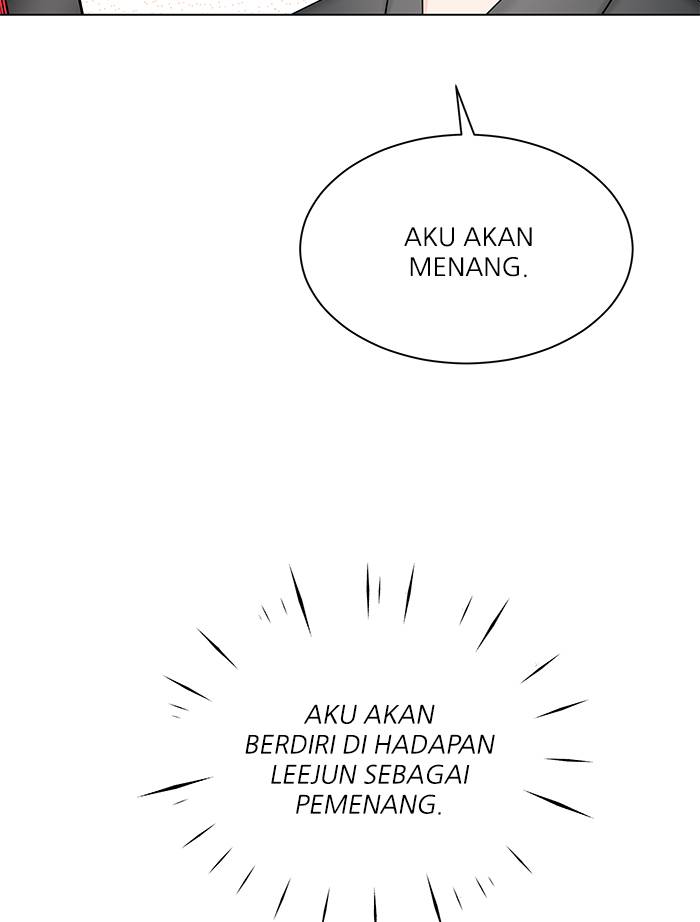 AKU AKAN
MENANG.
AKU AKAN
BERDIRI DI HADAPAN
LEEJUN SEBAGAI
PEMENANG.